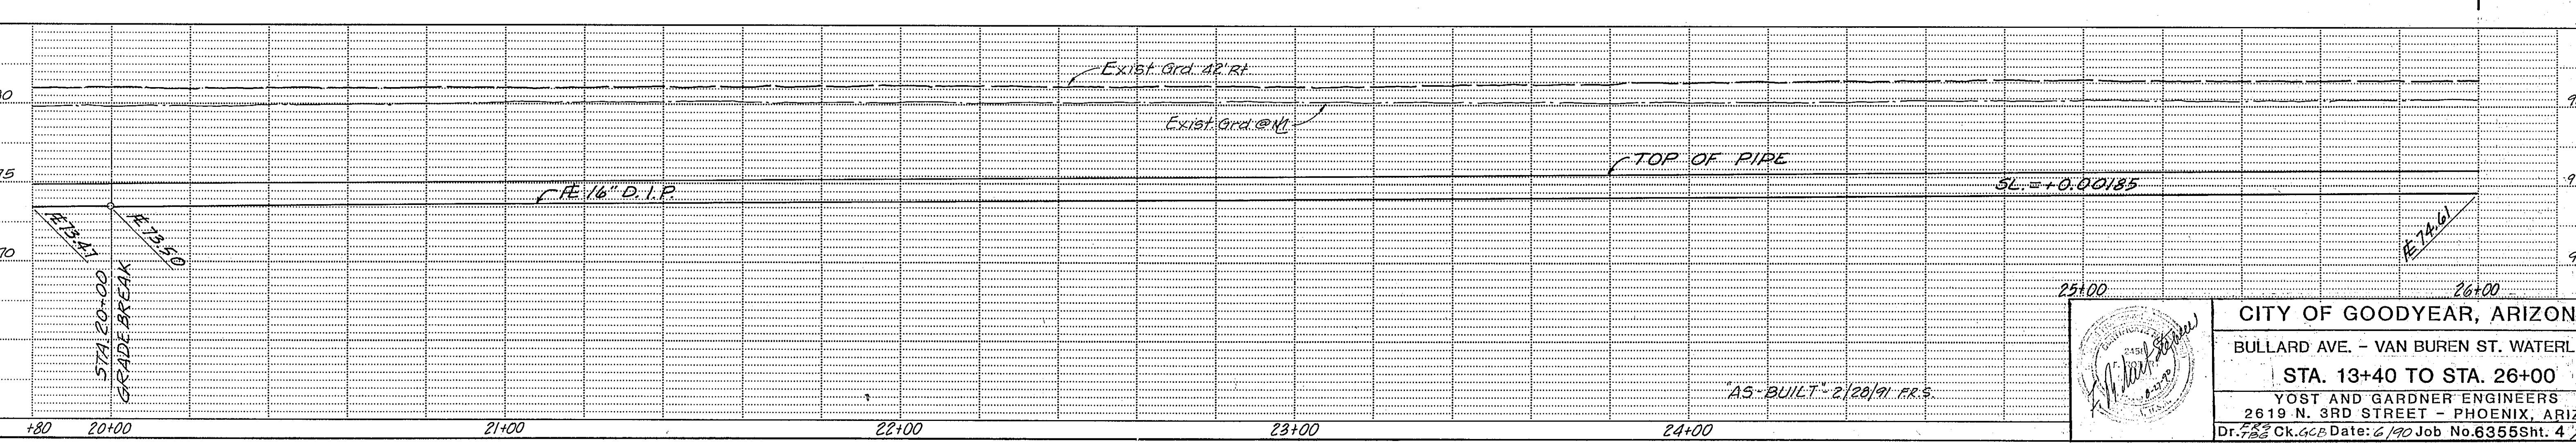 Exist Grd. 42' Rt
Exist. Grd. @ M
TOP OF PIPE
SL. = +0.00185
₧ 16" D.I.P.
73.47
73.50
74.61
STA. 20+00
GRADE BREAK
"AS-BUILT" - 2/28/91 F.R.S.
+80 20+00 21+00 22+00 23+00 24+00
25+00 26+00
CITY OF GOODYEAR, ARIZON
BULLARD AVE. - VAN BUREN ST. WATERL
STA. 13+40 TO STA. 26+00
YOST AND GARDNER ENGINEERS
2619 N. 3RD STREET - PHOENIX, ARIZ
Dr. FRS TBG Ck. GCB Date: 6/90 Job No. 6355 Sht. 4